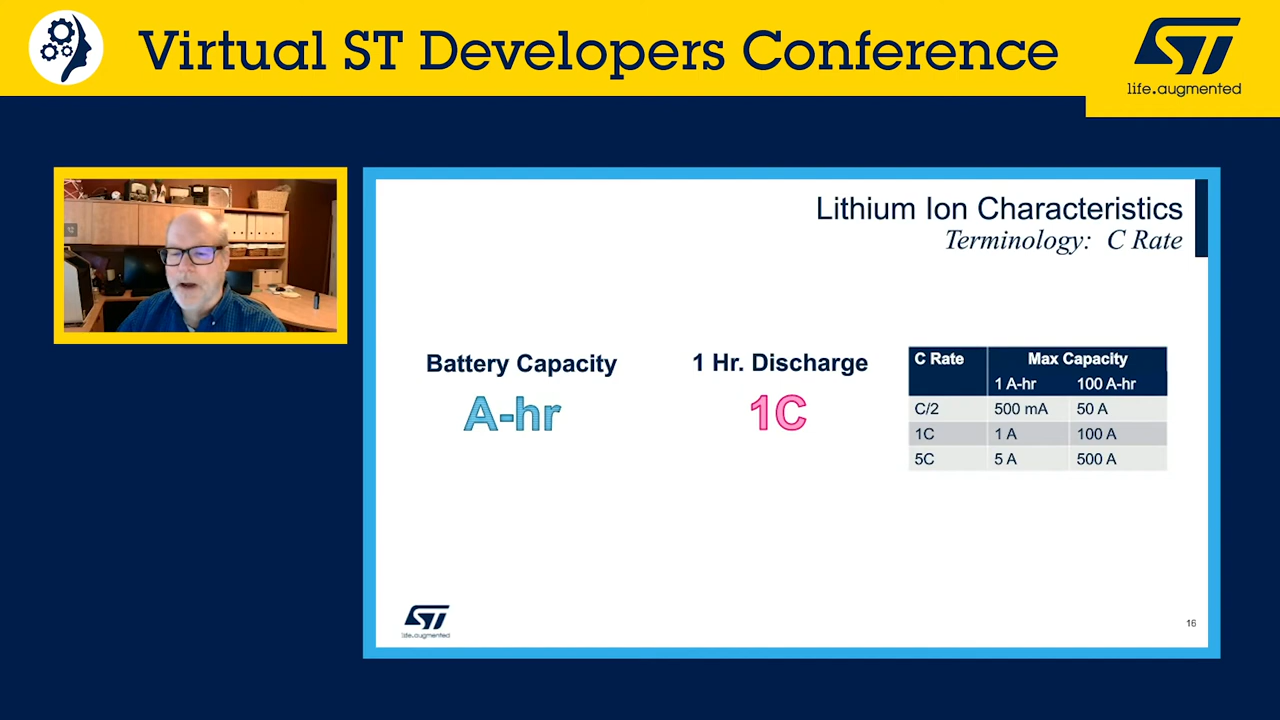 Virtual ST Developers Conference
ST
life.augmented
Lithium Ion Characteristics
Terminology: C Rate
Battery Capacity
A-hr
1 Hr. Discharge
1C
C Rate Max Capacity
1 A-hr 100 A-hr
C/2 500 mA 50 A
1C 1 A 100 A
5C 5 A 500 A
ST
life.augmented
16